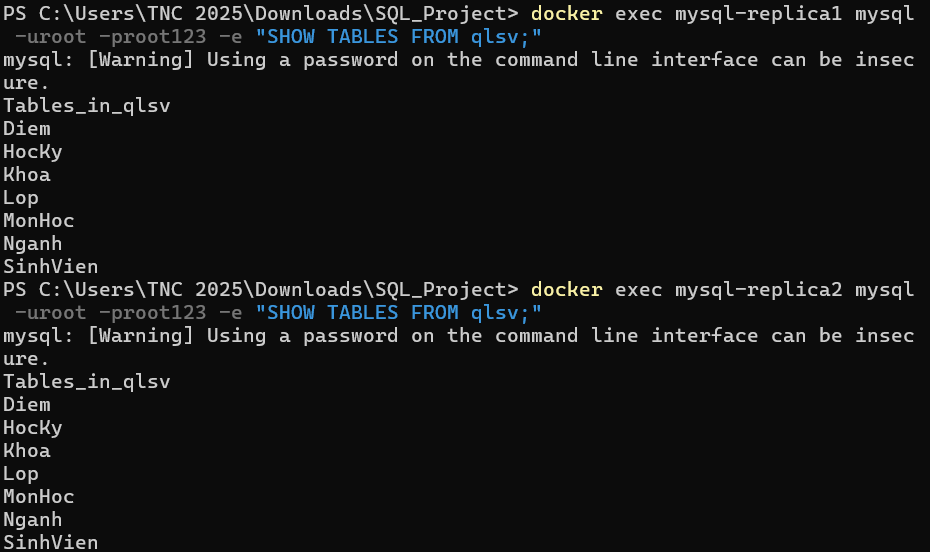 PS C:\Users\TNC 2025\Downloads\SQL_Project> docker exec mysql-replica1 mysql
 -uroot -proot123 -e "SHOW TABLES FROM qlsv;"
mysql: [Warning] Using a password on the command line interface can be insec
ure.
Tables_in_qlsv
Diem
HocKy
Khoa
Lop
MonHoc
Nganh
SinhVien
PS C:\Users\TNC 2025\Downloads\SQL_Project> docker exec mysql-replica2 mysql
 -uroot -proot123 -e "SHOW TABLES FROM qlsv;"
mysql: [Warning] Using a password on the command line interface can be insec
ure.
Tables_in_qlsv
Diem
HocKy
Khoa
Lop
MonHoc
Nganh
SinhVien